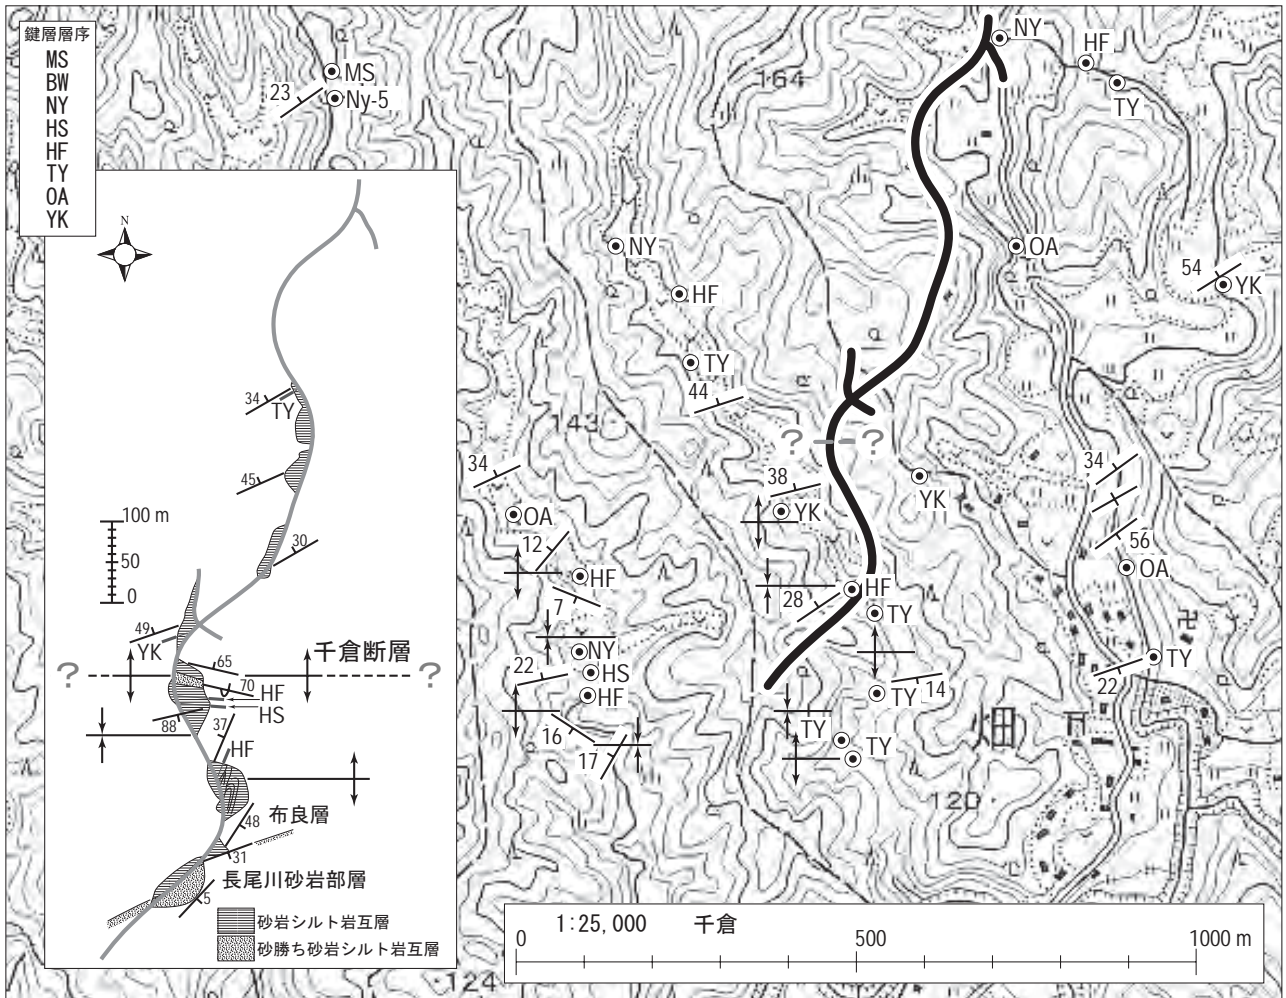 鍵層層序
MS
BW
NY
HS
HF
TY
OA
YK
N
34
TY
45
100 m
50
0
30
49
YK
65
千倉断層
?
?
70
HF
HS
88
37
HF
48
布良層
31
長尾川砂岩部層
5
砂岩シルト岩互層
砂勝ち砂岩シルト岩互層
MS
23
Ny-5
164
NY
HF
TY
NY
OA
HF
54
YK
TY
44
143
? ?
34
38
YK
YK
34
OA
12
56
OA
HF
7
HF
28
TY
NY
HS
22
HF
TY
22
TY
14
16
17
TY
TY
畑
120
124
1:25,000 千倉
0
500
1000 m